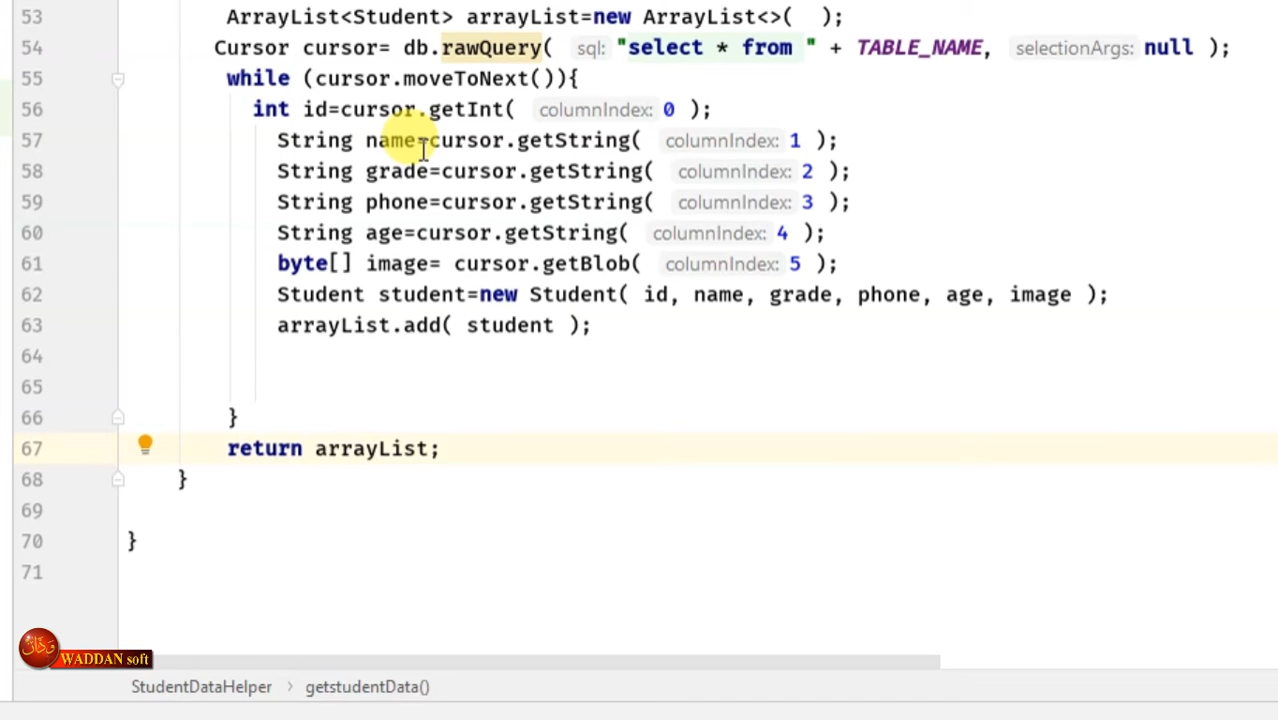 53 ArrayList<Student> arrayList=new ArrayList<>( );
54 Cursor cursor= db.rawQuery( sql: "select * from " + TABLE_NAME, selectionArgs: null );
55 while (cursor.moveToNext()){
56 int id=cursor.getInt( columnIndex: 0 );
57 String name=cursor.getString( columnIndex: 1 );
58 String grade=cursor.getString( columnIndex: 2 );
59 String phone=cursor.getString( columnIndex: 3 );
60 String age=cursor.getString( columnIndex: 4 );
61 byte[] image= cursor.getBlob( columnIndex: 5 );
62 Student student=new Student( id, name, grade, phone, age, image );
63 arrayList.add( student );
64
65
66 }
67 return arrayList;
68 }
69
70 }
71
WADDAN soft
StudentDataHelper › getstudentData()